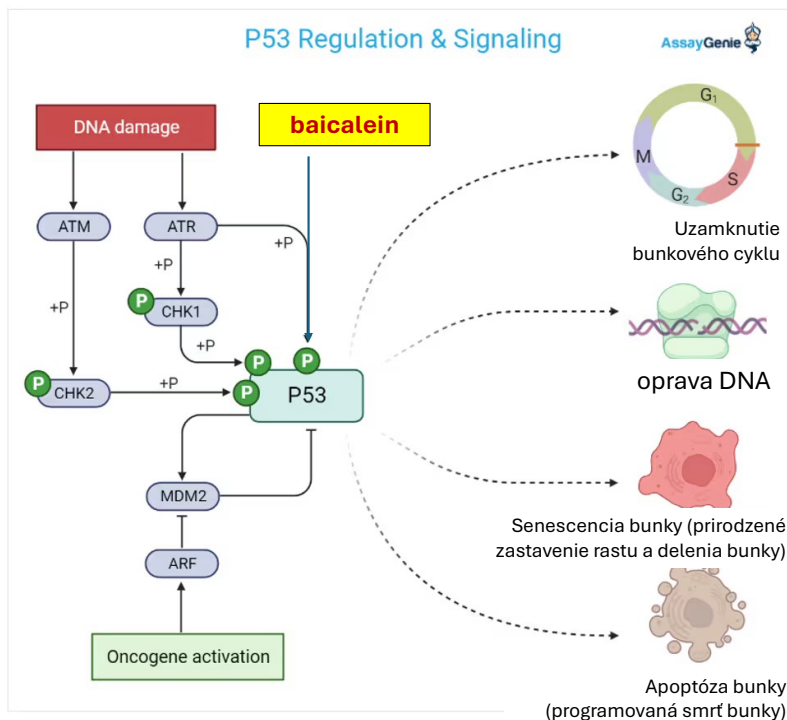 P53 Regulation & Signaling
AssayGenie
DNA damage
baicalein
ATM
ATR
+P
+P
+P
P
CHK1
+P
P
P
P
CHK2
+P
P
P53
MDM2
ARF
Oncogene activation
G1
M
S
G2
Uzamknutie
bunkového cyklu
oprava DNA
Senescencia bunky (prirodzené
zastavenie rastu a delenia bunky)
Apoptóza bunky
(programovaná smrť bunky)